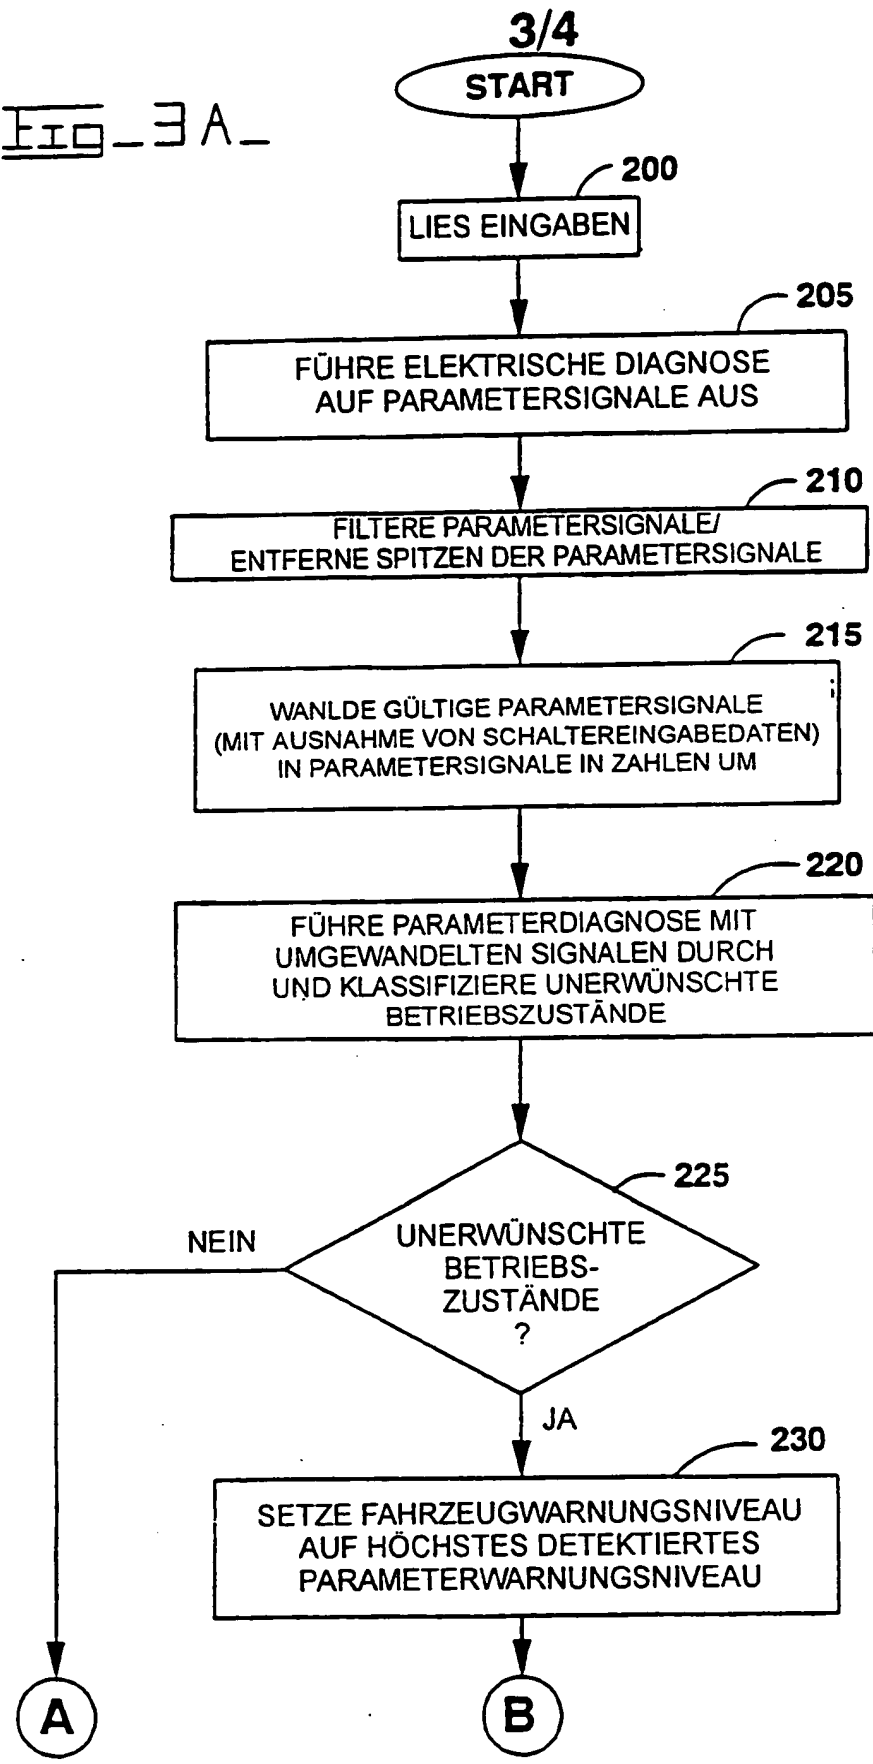 3/4
START
Fig_3A_
200
LIES EINGABEN
205
FÜHRE ELEKTRISCHE DIAGNOSE
AUF PARAMETERSIGNALE AUS
210
FILTERE PARAMETERSIGNALE/
ENTFERNE SPITZEN DER PARAMETERSIGNALE
215
WANLDE GÜLTIGE PARAMETERSIGNALE
(MIT AUSNAHME VON SCHALTEREINGABEDATEN)
IN PARAMETERSIGNALE IN ZAHLEN UM
220
FÜHRE PARAMETERDIAGNOSE MIT
UMGEWANDELTEN SIGNALEN DURCH
UND KLASSIFIZIERE UNERWÜNSCHTE
BETRIEBSZUSTÄNDE
225
NEIN
UNERWÜNSCHTE
BETRIEBS-
ZUSTÄNDE
?
JA
230
SETZE FAHRZEUGWARNUNGSNIVEAU
AUF HÖCHSTES DETEKTIERTES
PARAMETERWARNUNGSNIVEAU
A
B